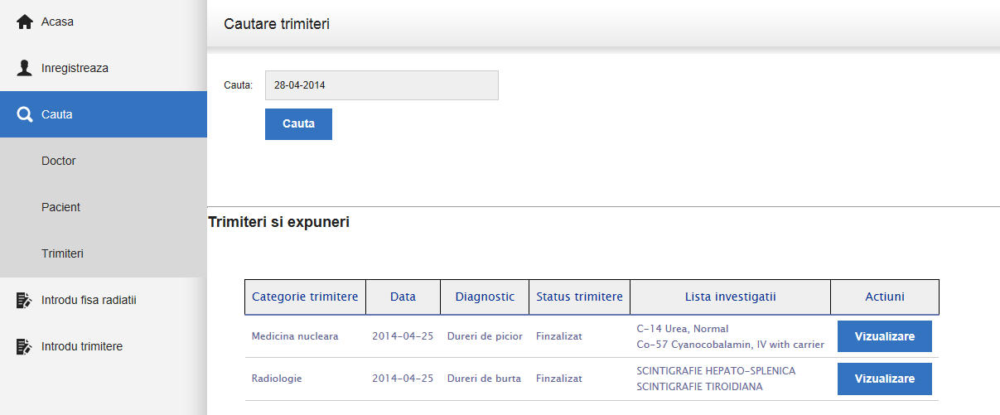 Acasa
Inregistreaza
Cauta
Doctor
Pacient
Trimiteri
Introdu fisa radiatii
Introdu trimitere
Cautare trimiteri
Cauta: 28-04-2014
Cauta
Trimiteri si expuneri
Categorie trimitere Data Diagnostic Status trimitere Lista investigatii Actiuni
Medicina nucleara 2014-04-25 Dureri de picior Finzalizat C-14 Urea, Normal
Co-57 Cyanocobalamin, IV with carrier Vizualizare
Radiologie 2014-04-25 Dureri de burta Finzalizat SCINTIGRAFIE HEPATO-SPLENICA
SCINTIGRAFIE TIROIDIANA Vizualizare